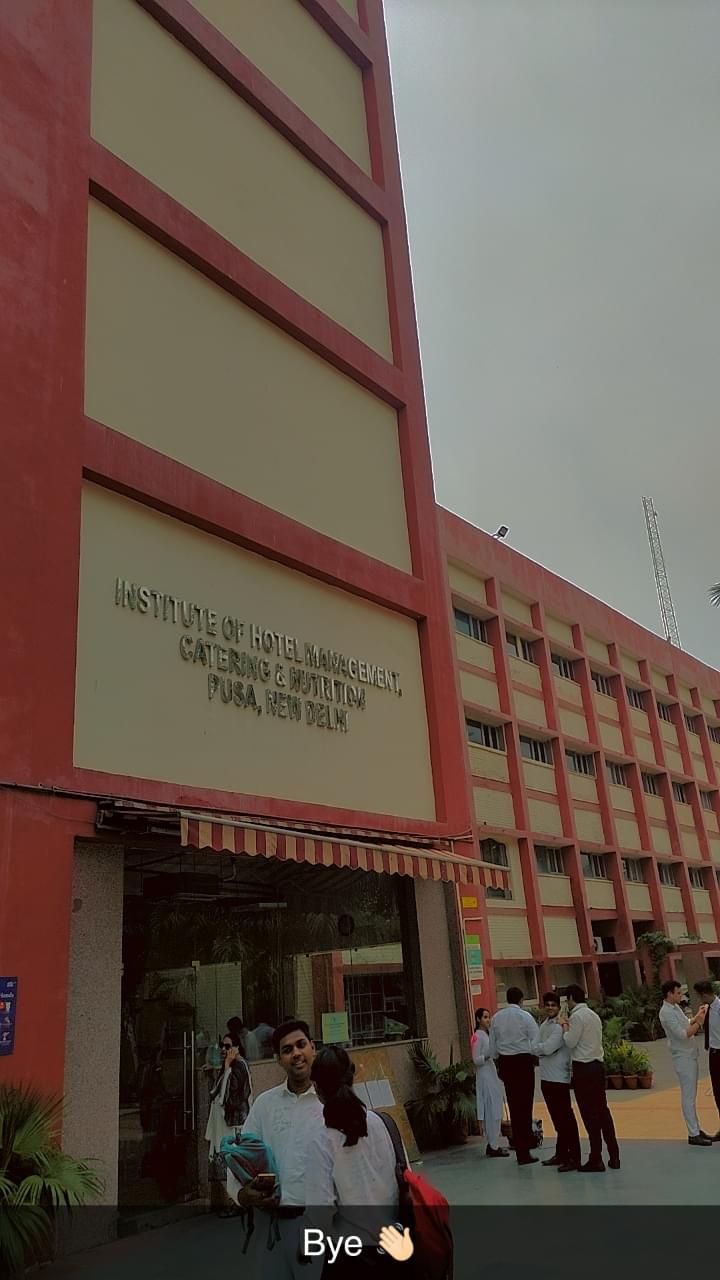 INSTITUTE OF HOTEL MANAGEMENT,
CATERING & NUTRITION
PUSA, NEW DELHI
Bye 👋🏻